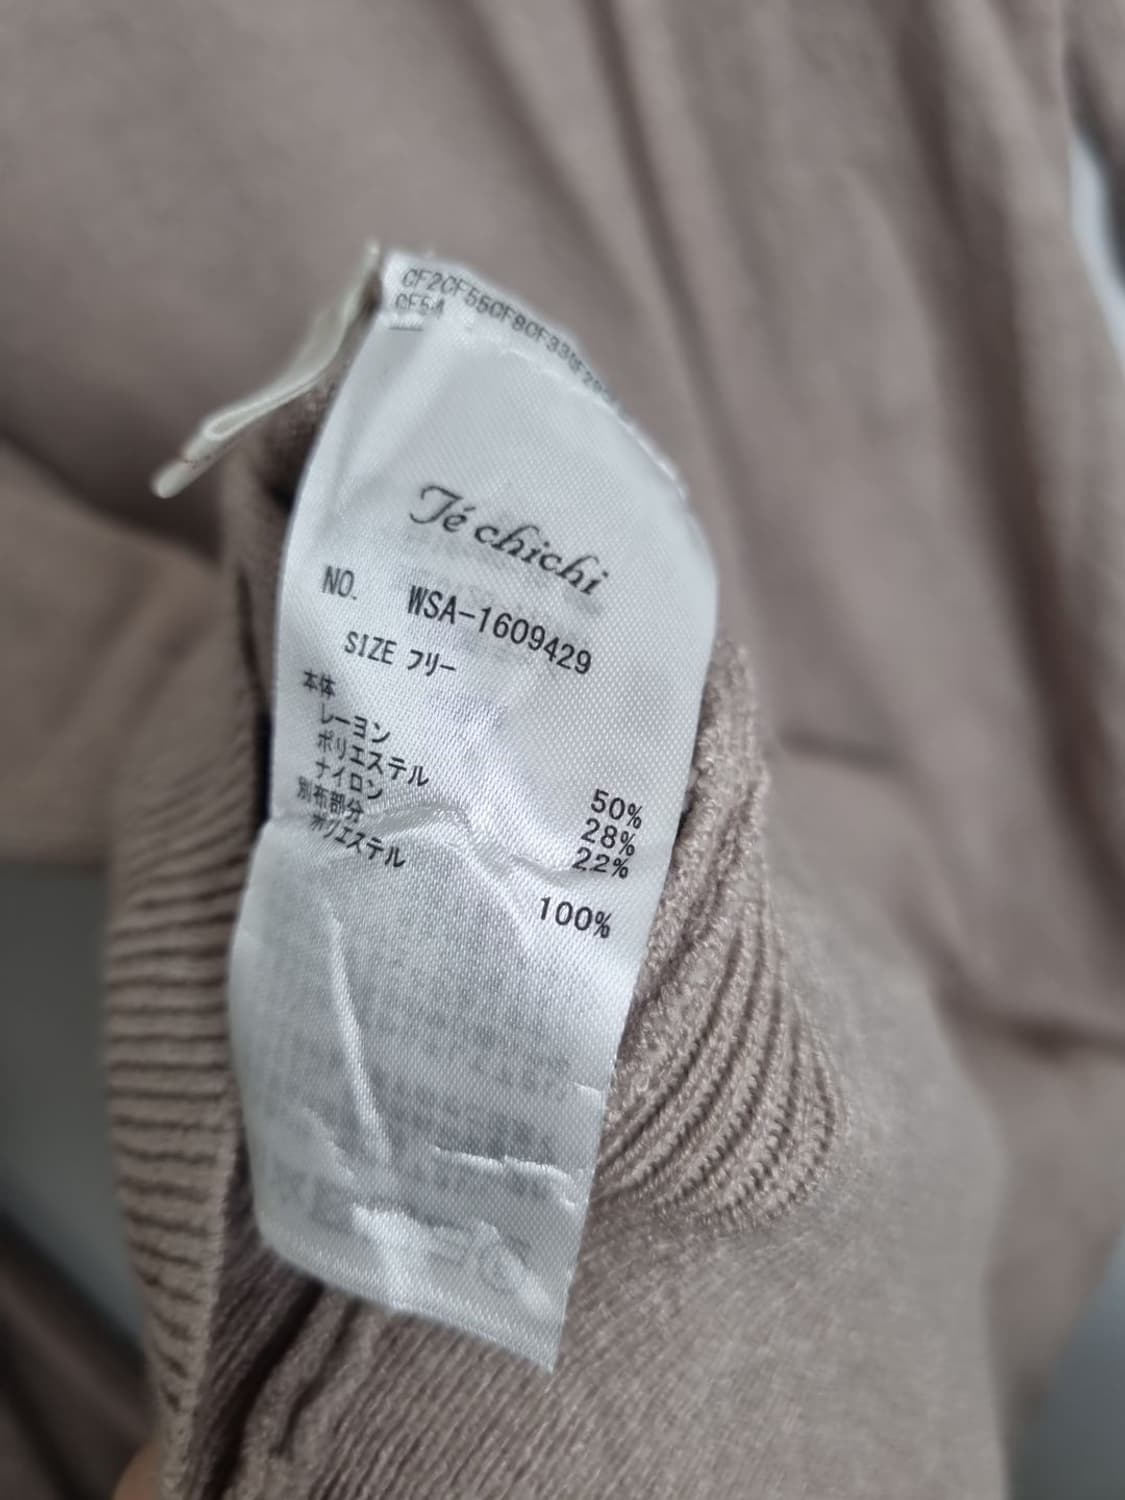 CF2CF55CF8CF33
CF54
Té chichi
NO. WSA-1609429
SIZE フリー
本体
レーヨン 50%
ポリエステル 28%
ナイロン 22%
別布部分
ポリエステル 100%